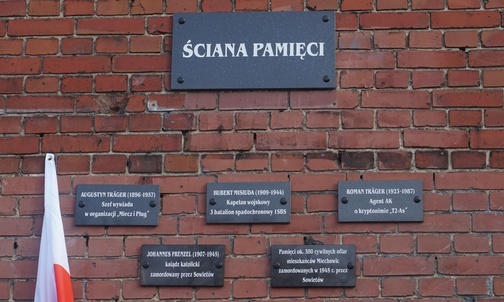 ŚCIANA PAMIĘCI
AUGUSTYN TRÄGER (1896-1957)
Szef wywiadu
w organizacji „Miecz i Pług"
HUBERT MISIUDA (1909-1944)
Kapelan wojskowy
3 batalion spadochronowy 1SBS
ROMAN TRÄGER (1923-1987)
Agent AK
o kryptonimie „T2-As"
JOHANNES FRENZEL (1907-1945)
ksiądz katolicki
zamordowany przez Sowietów
Pamięci ok. 380 cywilnych ofiar
mieszkańców Miechowic
zamordowanych w 1945 r. przez
Sowietów